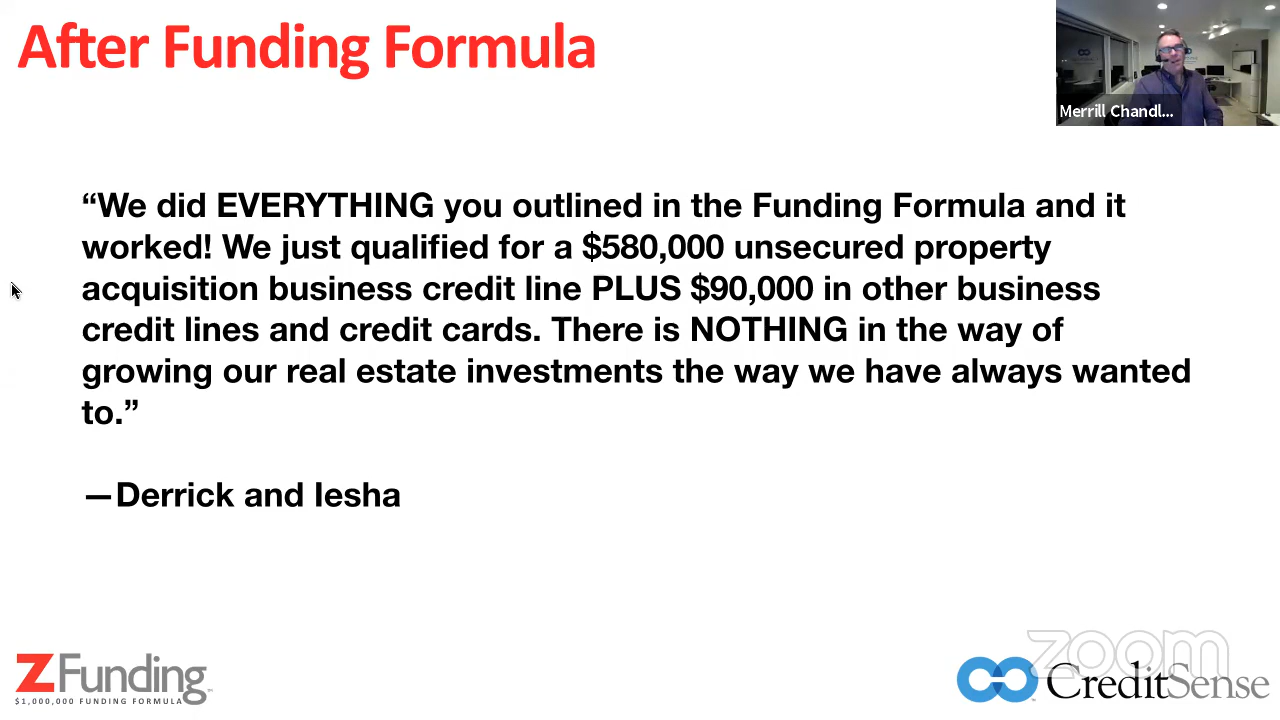 After Funding Formula
Merrill Chandl...
“We did EVERYTHING you outlined in the Funding Formula and it
worked! We just qualified for a $580,000 unsecured property
acquisition business credit line PLUS $90,000 in other business
credit lines and credit cards. There is NOTHING in the way of
growing our real estate investments the way we have always wanted
to.”
—Derrick and Iesha
ZFunding
$1,000,000 FUNDING FORMULA
zoom
CreditSense